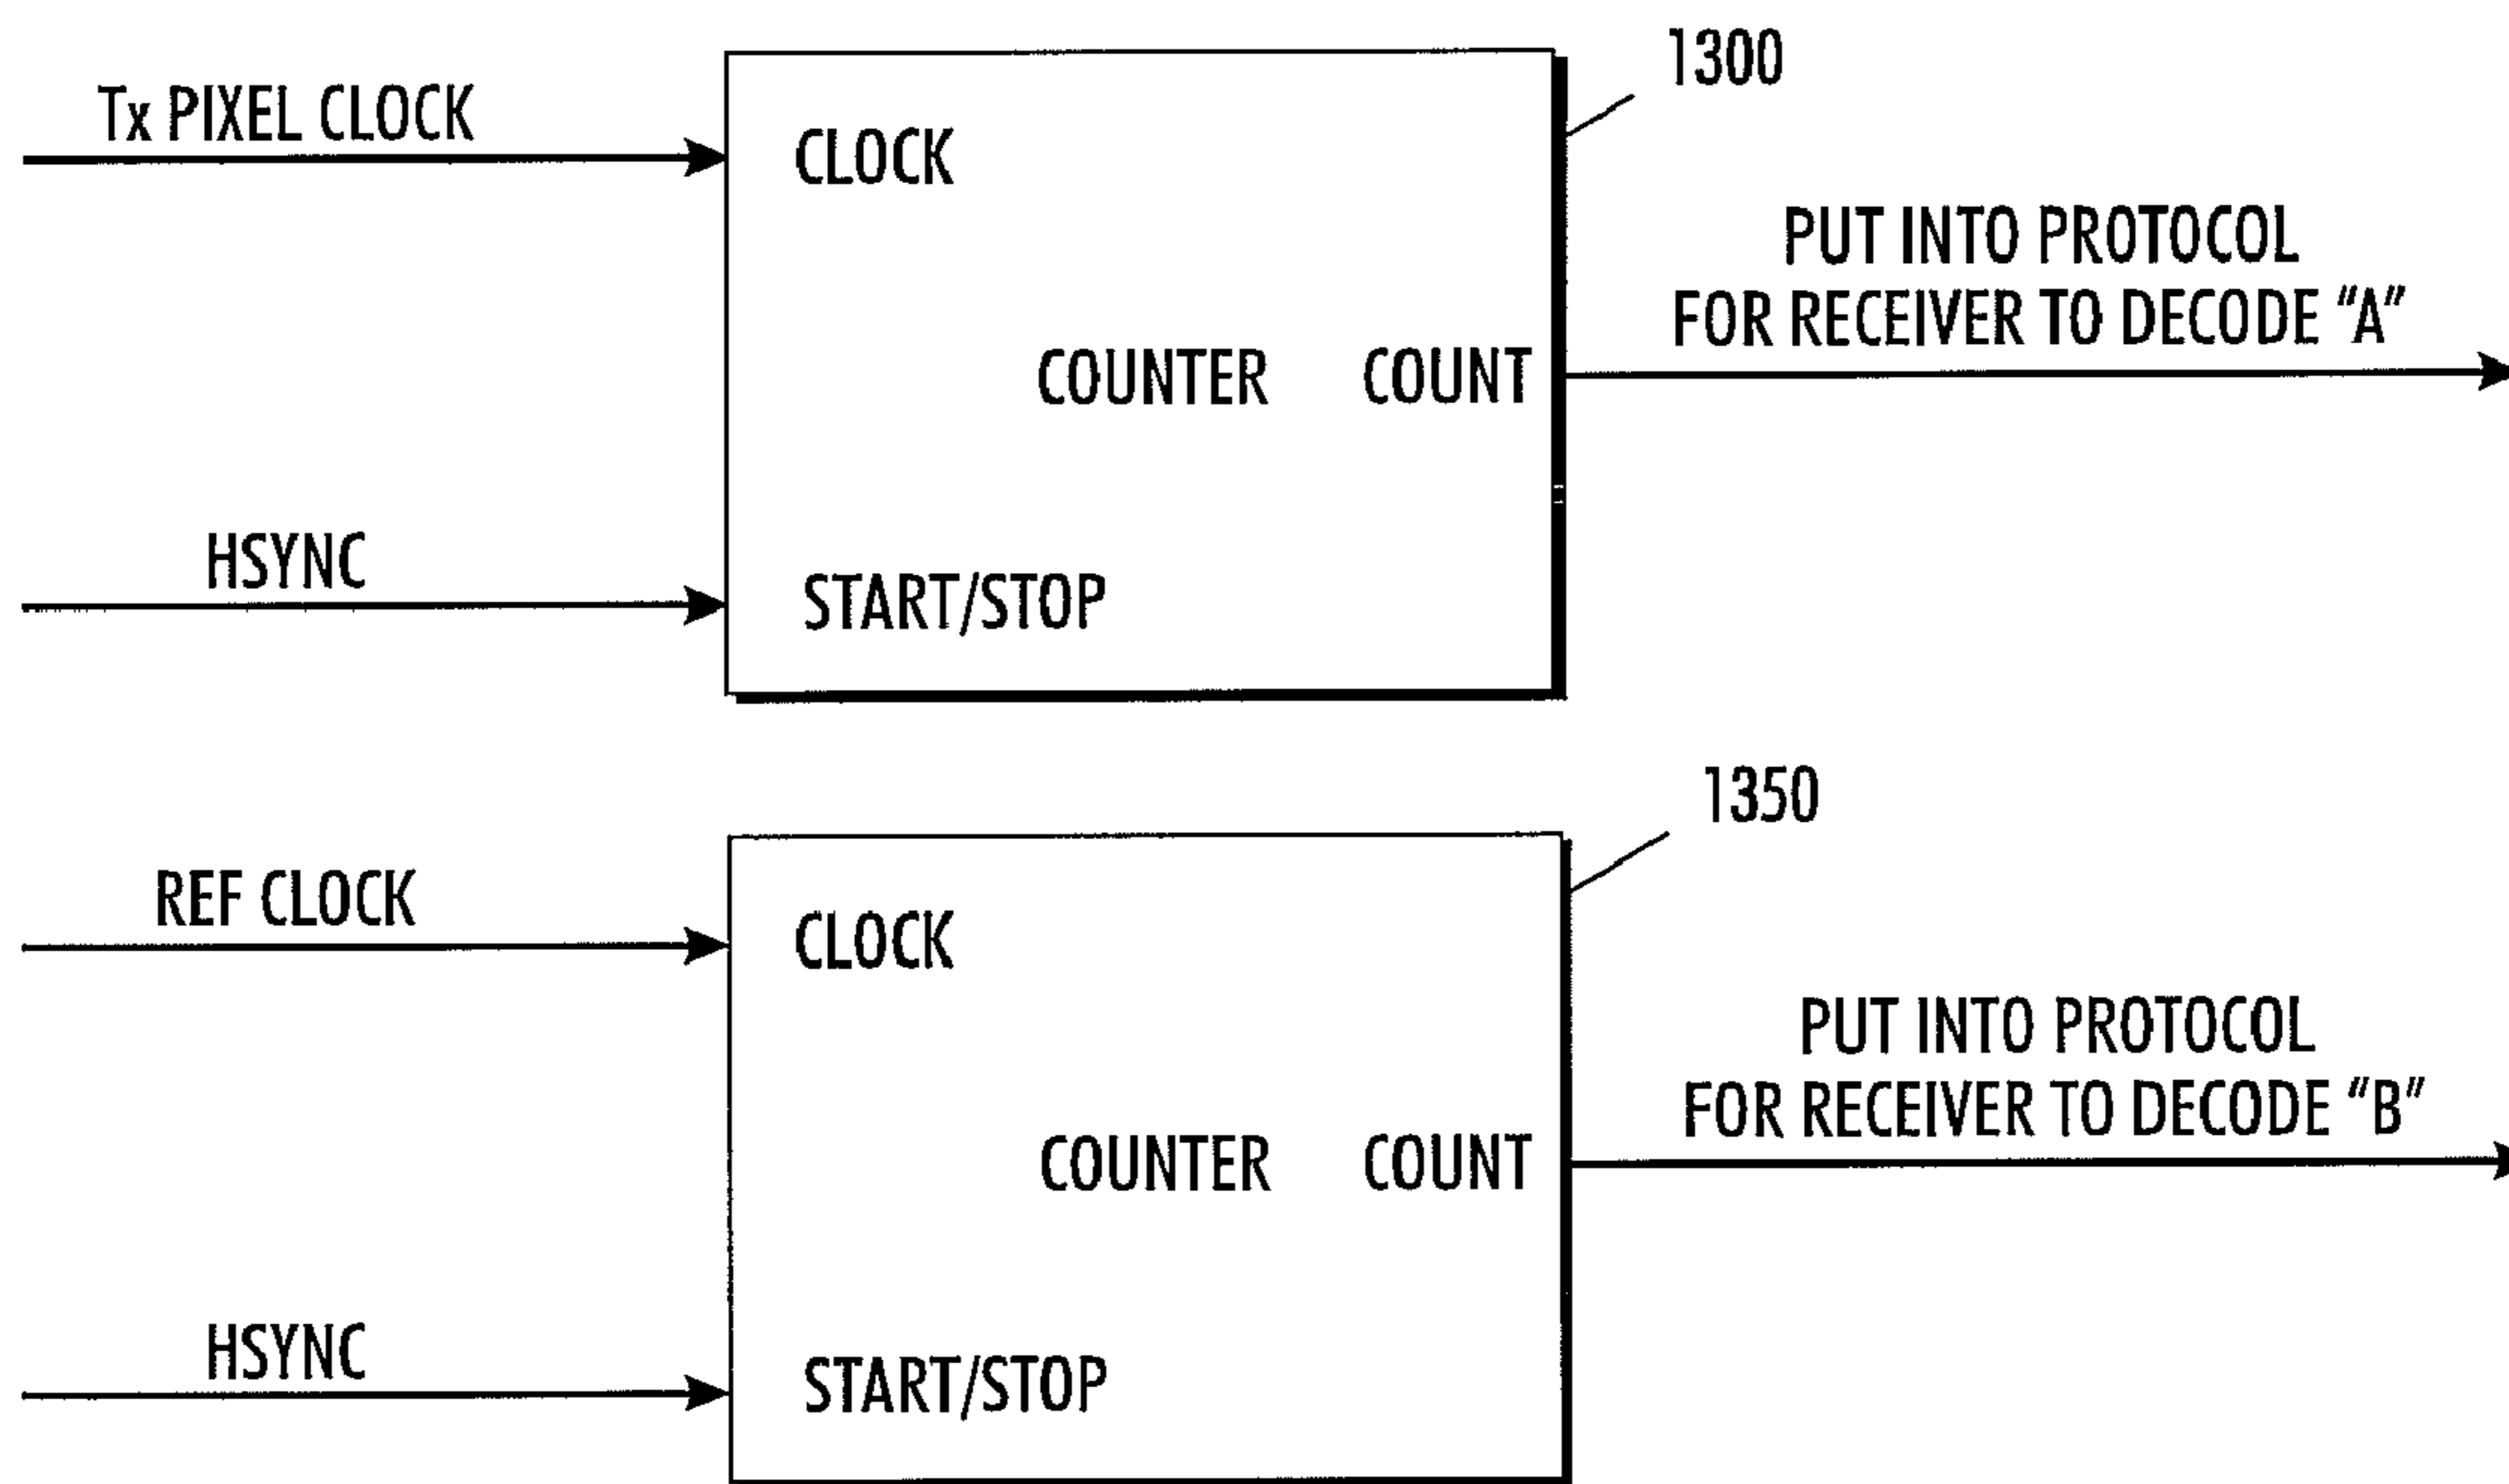 1300
Tx PIXEL CLOCK
CLOCK
PUT INTO PROTOCOL
FOR RECEIVER TO DECODE "A"
COUNTER COUNT
HSYNC
START/STOP
1350
REF CLOCK
CLOCK
PUT INTO PROTOCOL
FOR RECEIVER TO DECODE "B"
COUNTER COUNT
HSYNC
START/STOP